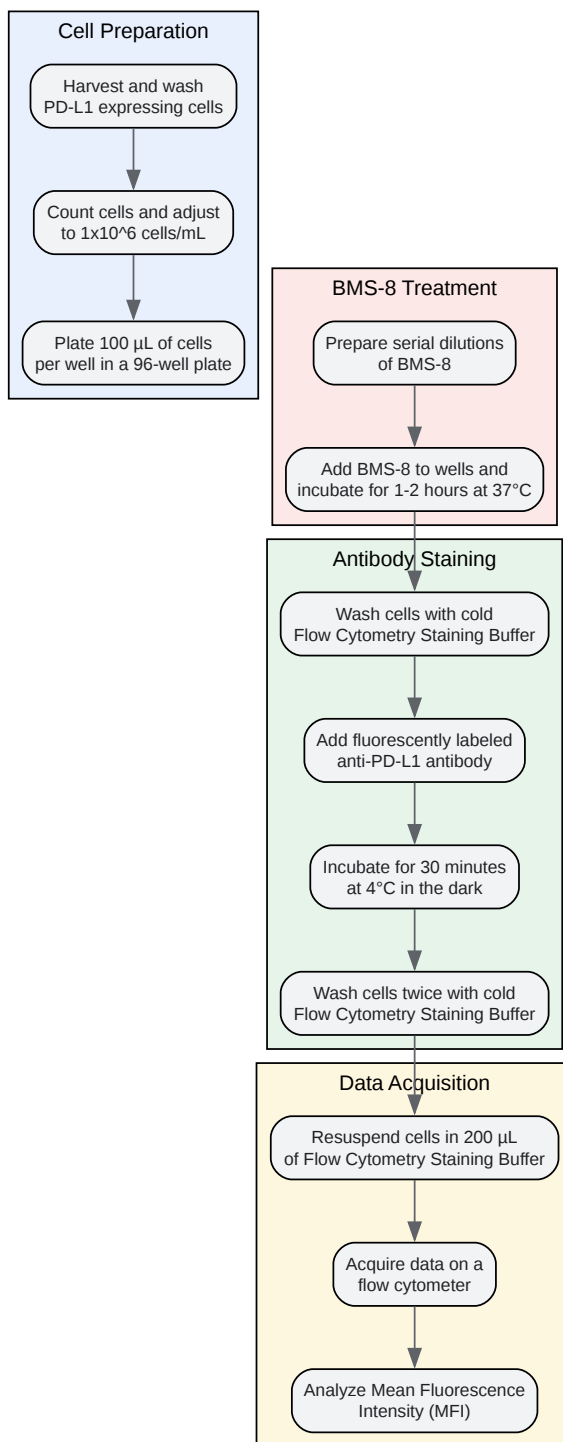 Cell Preparation
Harvest and wash
PD-L1 expressing cells
Count cells and adjust
to 1x10^6 cells/mL
Plate 100 µL of cells
per well in a 96-well plate
BMS-8 Treatment
Prepare serial dilutions
of BMS-8
Add BMS-8 to wells and
incubate for 1-2 hours at 37°C
Antibody Staining
Wash cells with cold
Flow Cytometry Staining Buffer
Add fluorescently labeled
anti-PD-L1 antibody
Incubate for 30 minutes
at 4°C in the dark
Wash cells twice with cold
Flow Cytometry Staining Buffer
Data Acquisition
Resuspend cells in 200 µL
of Flow Cytometry Staining Buffer
Acquire data on a
flow cytometer
Analyze Mean Fluorescence
Intensity (MFI)